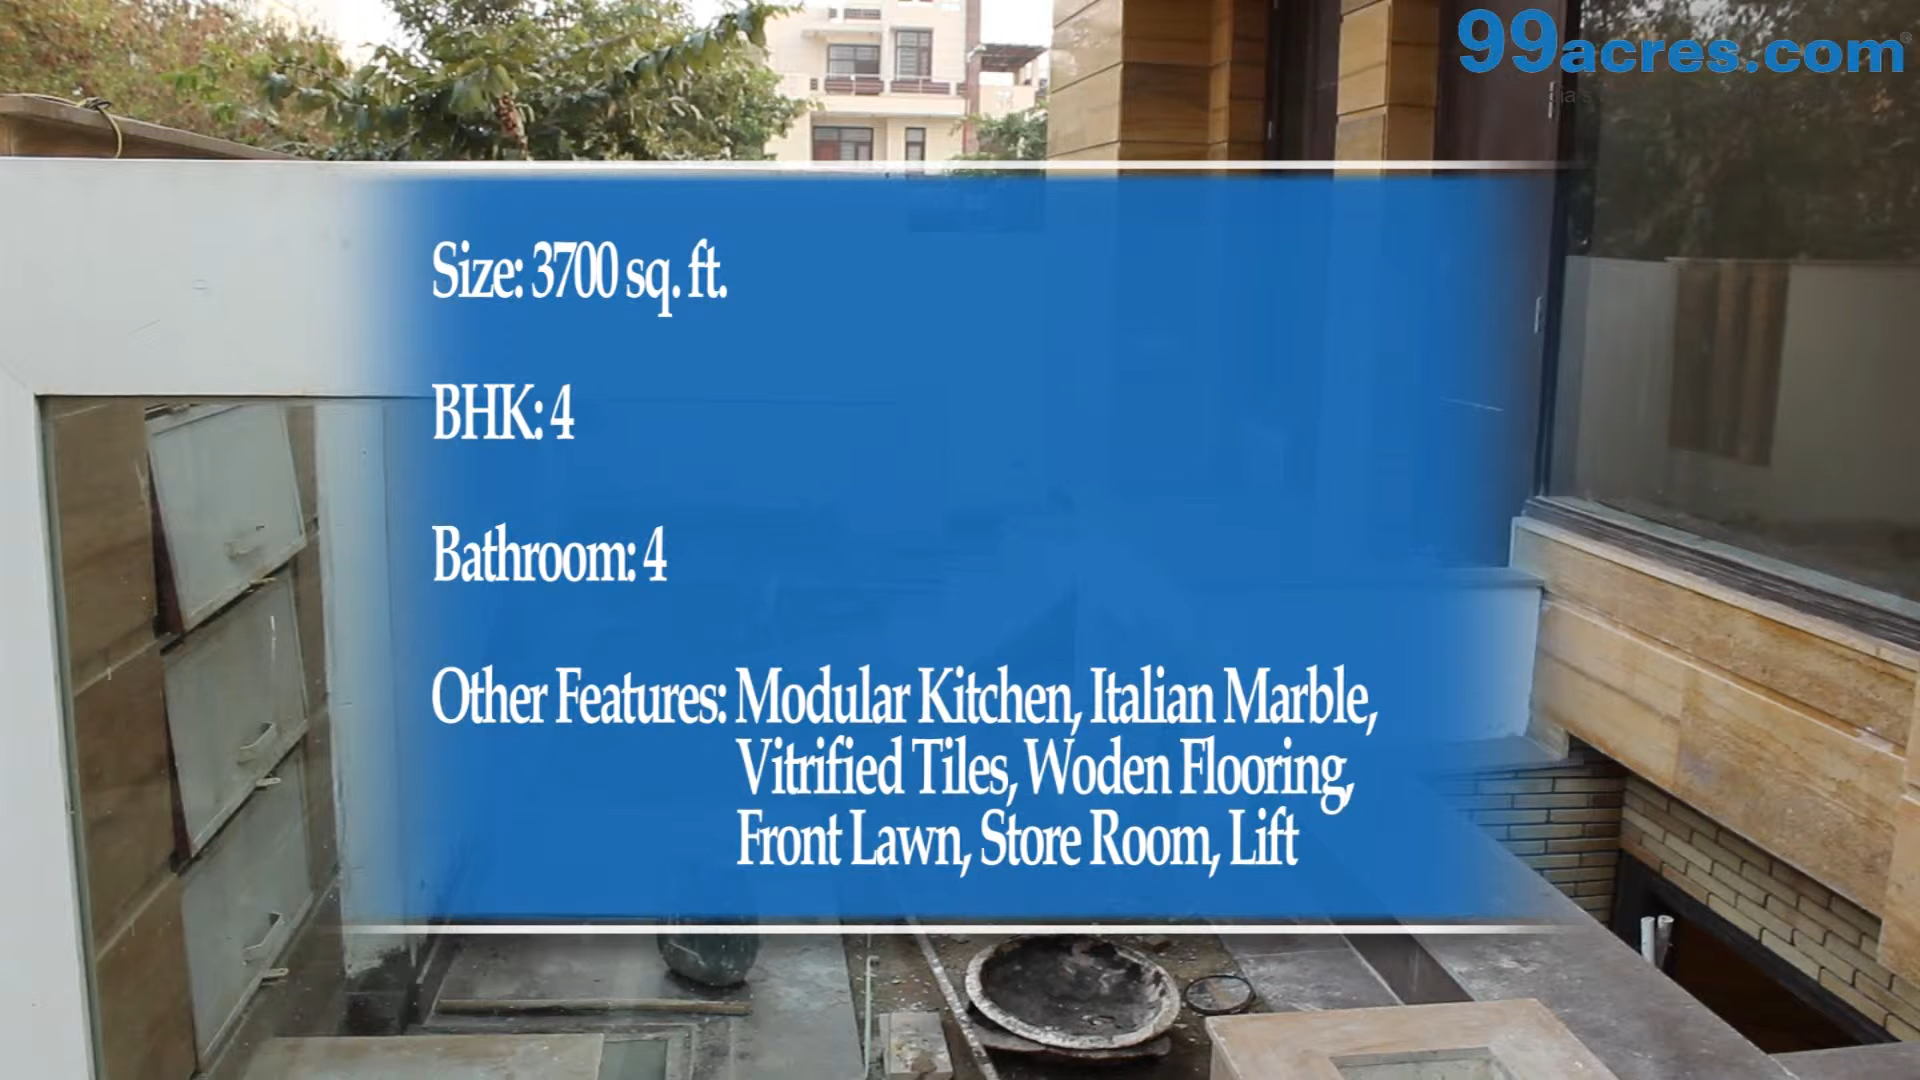 99acres.com
Size: 3700 sq. ft.
BHK: 4
Bathroom: 4
Other Features: Modular Kitchen, Italian Marble,
Vitrified Tiles, Woden Flooring,
Front Lawn, Store Room, Lift